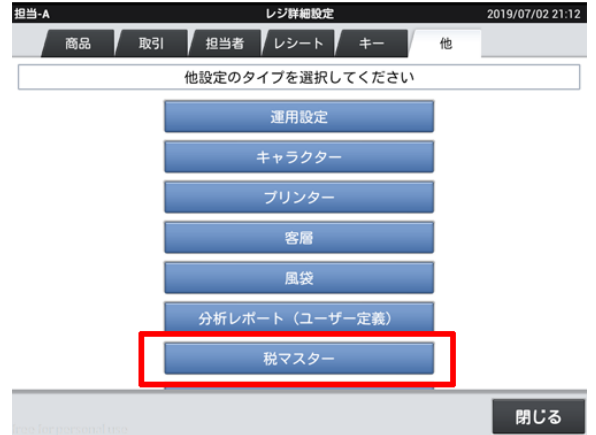 担当-A レジ詳細設定 2019/07/02 21:12
商品 取引 担当者 レシート キー 他
他設定のタイプを選択してください
運用設定
キャラクター
プリンター
客層
風袋
分析レポート（ユーザー定義）
税マスター
閉じる